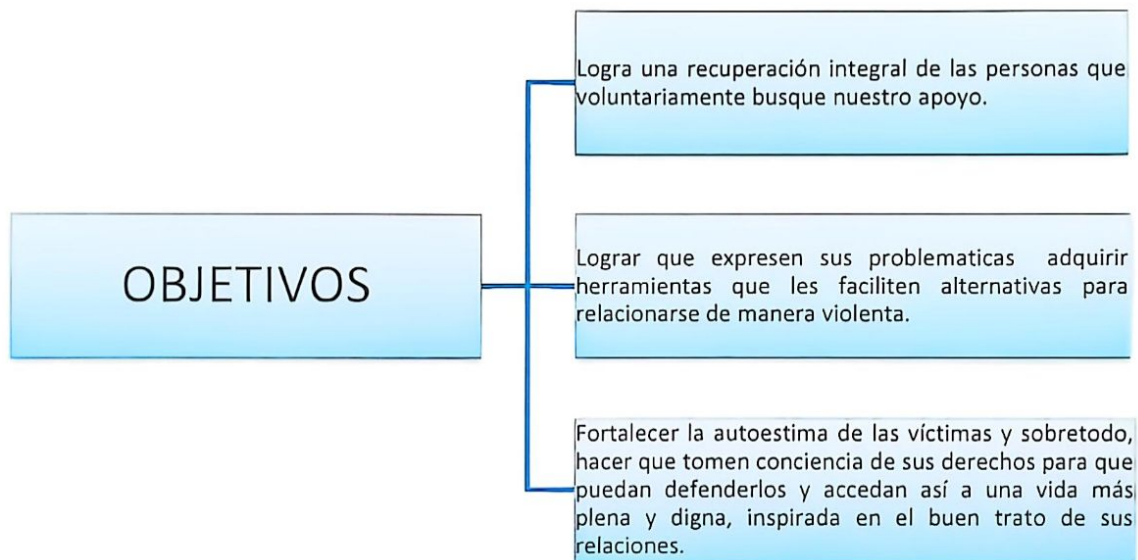 OBJETIVOS
Logra una recuperación integral de las personas que
voluntariamente busque nuestro apoyo.
Lograr que expresen sus problematicas adquirir
herramientas que les faciliten alternativas para
relacionarse de manera violenta.
Fortalecer la autoestima de las víctimas y sobretodo,
hacer que tomen conciencia de sus derechos para que
puedan defenderlos y accedan así a una vida más
plena y digna, inspirada en el buen trato de sus
relaciones.